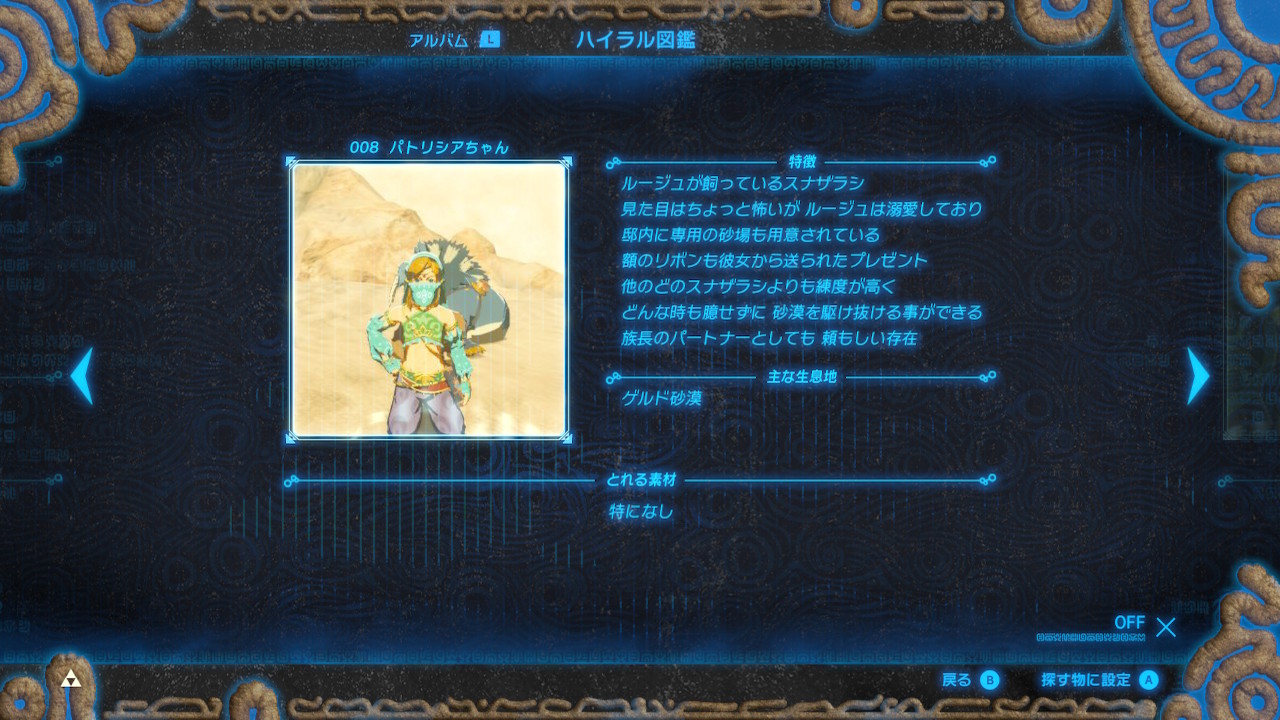 アルバム L
ハイラル図鑑
008 パトリシアちゃん
特徴
ルージュが飼っているスナザラシ
見た目はちょっと怖いが ルージュは溺愛しており
邸内に専用の砂場も用意されている
額のリボンも彼女から送られたプレゼント
他のどのスナザラシよりも練度が高く
どんな時も臆せずに 砂漠を駆け抜ける事ができる
族長のパートナーとしても 頼もしい存在
主な生息地
ゲルド砂漠
とれる素材
特になし
OFF
戻る B
探す物に設定 A